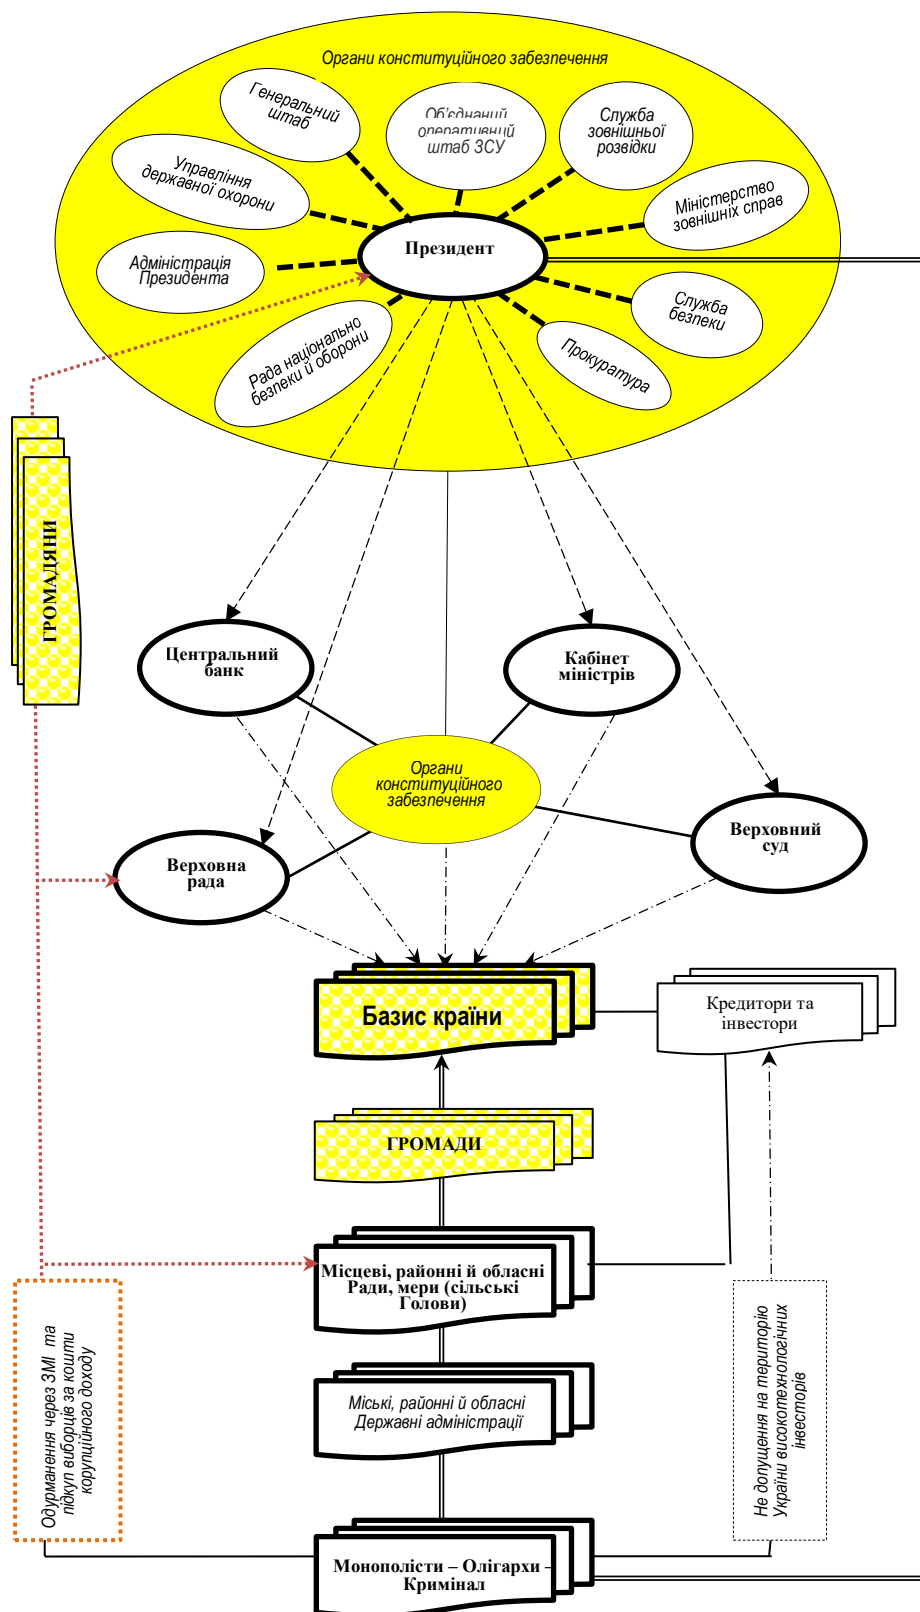 Органи конституційного забезпечення
Генеральний
штаб
Об'єднаний
оперативний
штаб ЗСУ
Служба
зовнішньої
розвідки
Управління
державної охорони
Міністерство
зовнішніх справ
Президент
Адміністрація
Президента
Служба
безпеки
Рада національно
безпеки й оборони
Прокуратура
ГРОМАДЯНИ
Центральний
банк
Кабінет
міністрів
Органи
конституційного
забезпечення
Верховна
рада
Верховний
суд
Базис країни
Кредитори та
інвестори
ГРОМАДИ
Місцеві, районні й обласні
Ради, мери (сільські
Голови)
Міські, районні й обласні
Державні адміністрації
Одурманення через ЗМІ та
підкуп виборців за кошти
корупційного доходу
Не допущення на територію
України високотехнологічних
інвесторів
Монополісти – Олігархи –
Кримінал